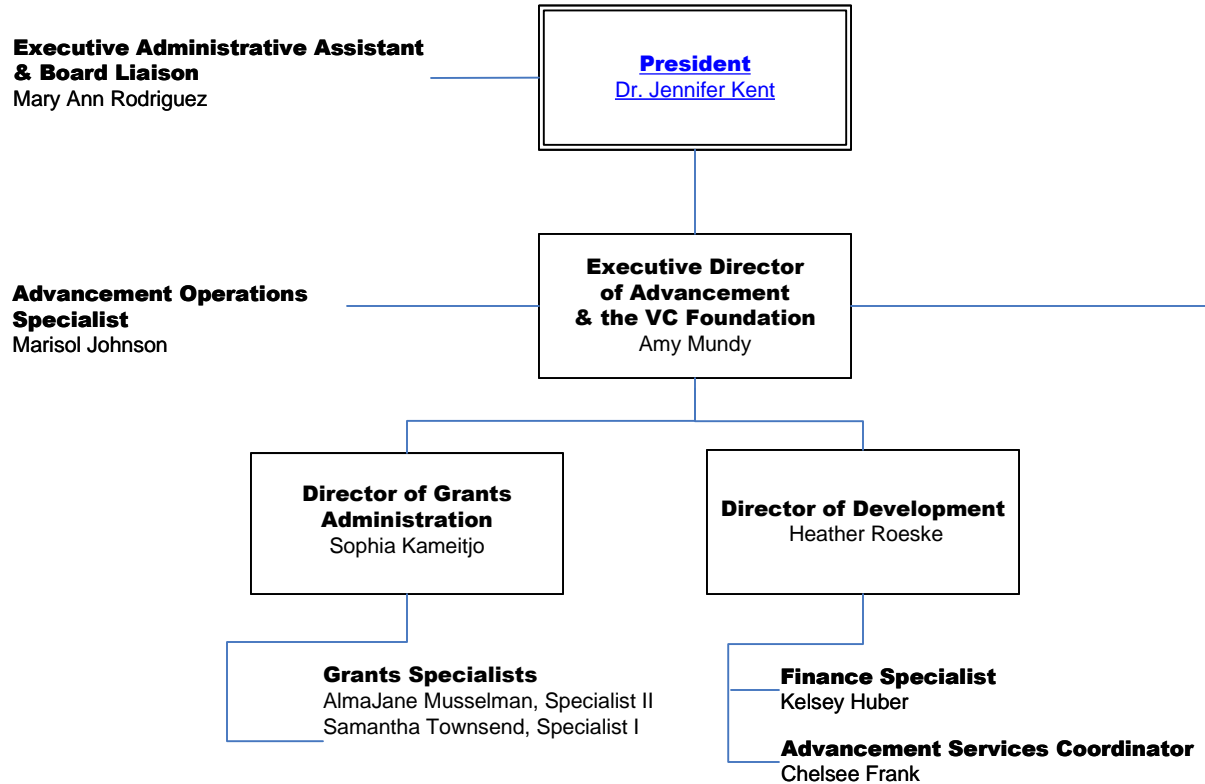 Executive Administrative Assistant
& Board Liaison
Mary Ann Rodriguez
President
Dr. Jennifer Kent
Advancement Operations
Specialist
Marisol Johnson
Executive Director
of Advancement
& the VC Foundation
Amy Mundy
Director of Grants
Administration
Sophia Kameitjo
Director of Development
Heather Roeske
Grants Specialists
AlmaJane Musselman, Specialist II
Samantha Townsend, Specialist I
Finance Specialist
Kelsey Huber
Advancement Services Coordinator
Chelsee Frank